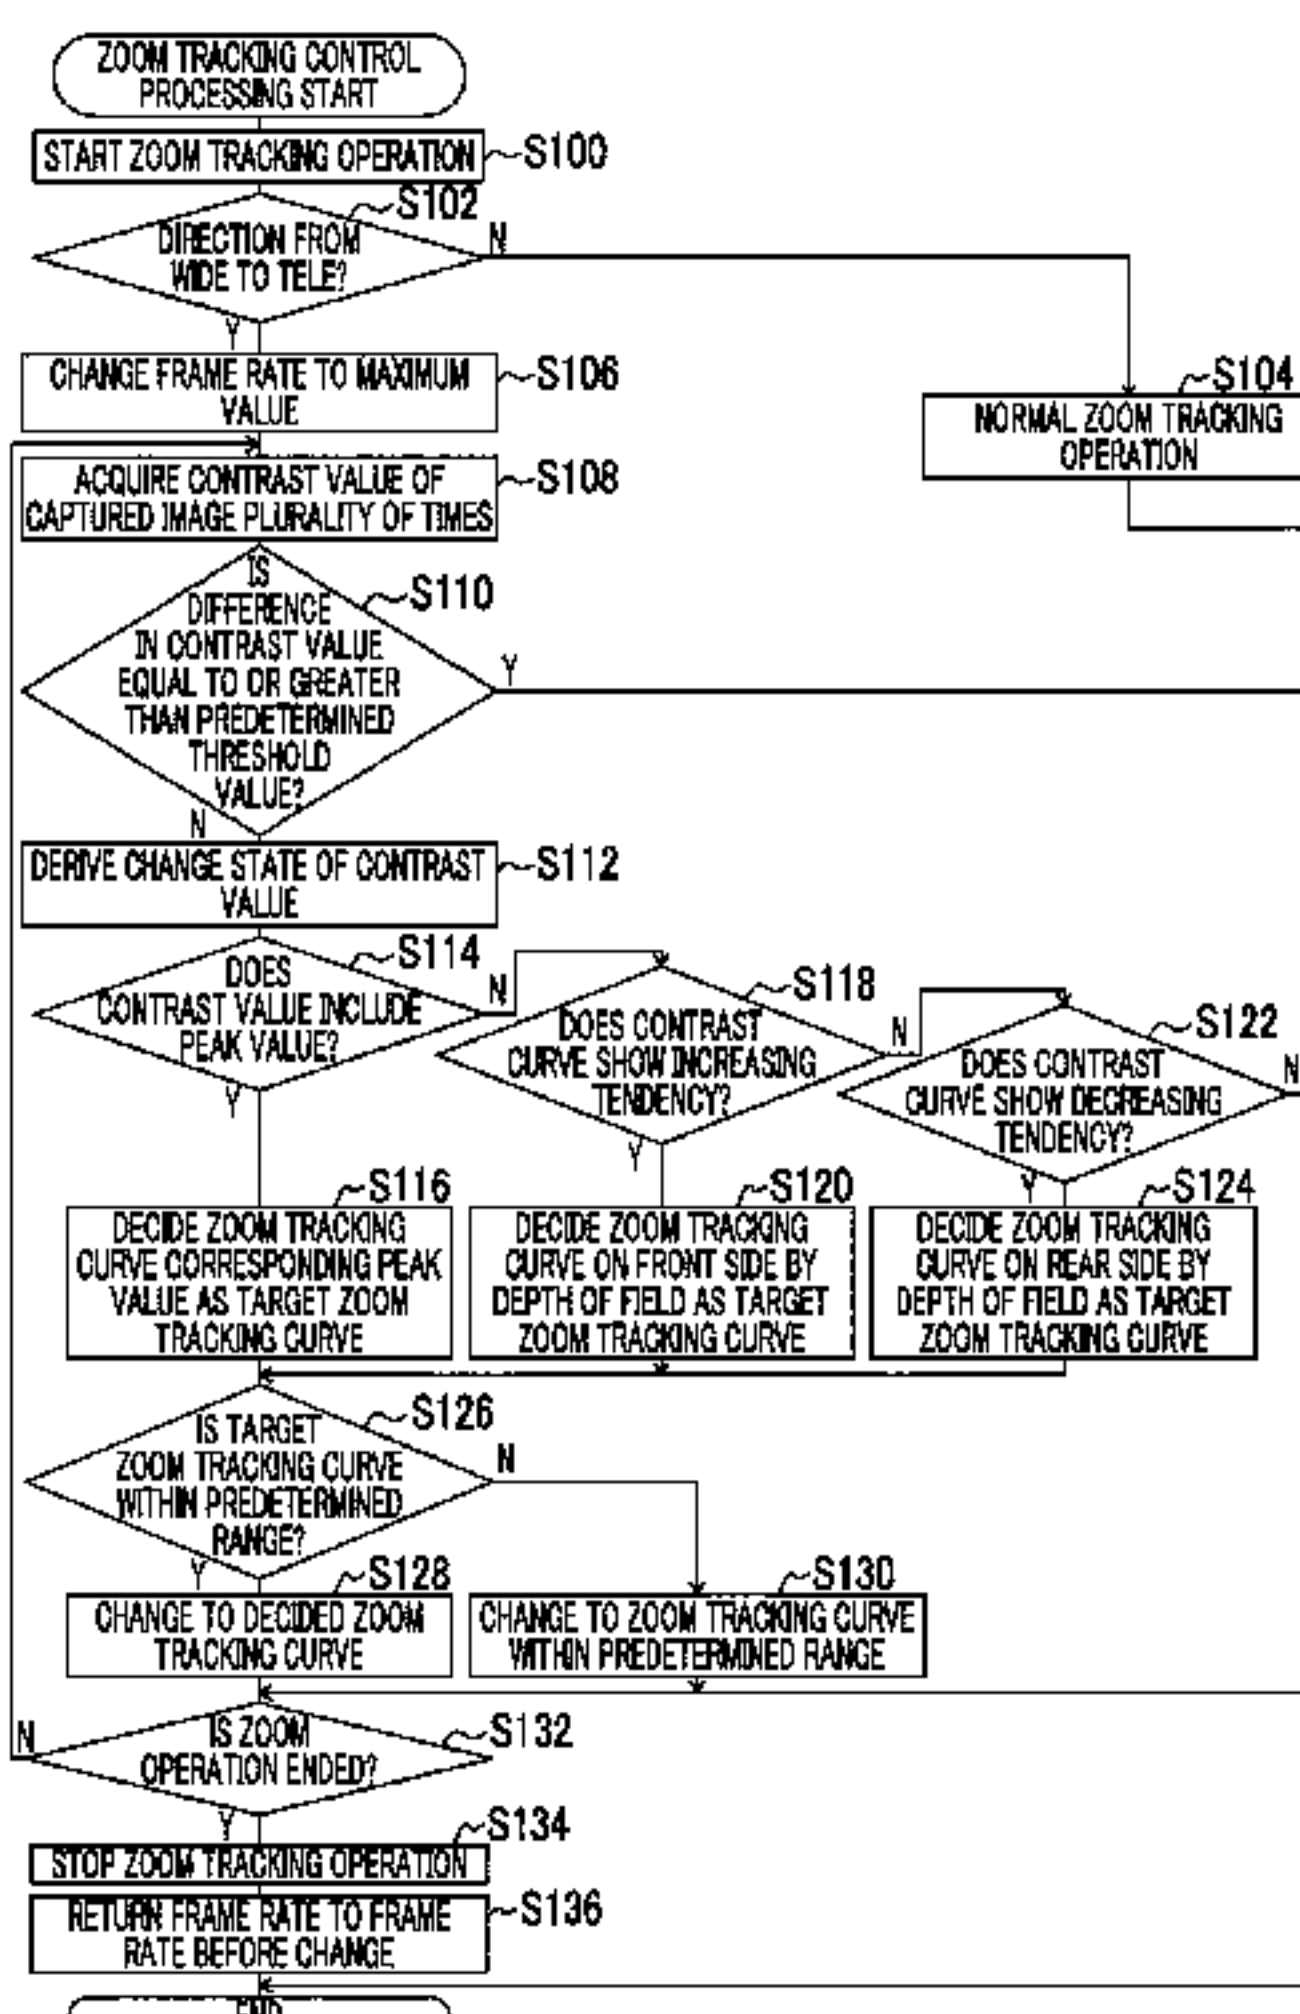 ZOOM TRACKING CONTROL
PROCESSING START
START ZOOM TRACKING OPERATION
S100
S102
DIRECTION FROM
WIDE TO TELE?
N
Y
CHANGE FRAME RATE TO MAXIMUM
VALUE
S106
S104
NORMAL ZOOM TRACKING
OPERATION
ACQUIRE CONTRAST VALUE OF
CAPTURED IMAGE PLURALITY OF TIMES
S108
IS
DIFFERENCE
IN CONTRAST VALUE
EQUAL TO OR GREATER
THAN PREDETERMINED
THRESHOLD
VALUE?
S110
Y
N
DERIVE CHANGE STATE OF CONTRAST
VALUE
S112
S114
DOES
CONTRAST VALUE INCLUDE
PEAK VALUE?
N
Y
S118
DOES CONTRAST
CURVE SHOW INCREASING
TENDENCY?
N
Y
S122
DOES CONTRAST
CURVE SHOW DECREASING
TENDENCY?
N
Y
S116
DECIDE ZOOM TRACKING
CURVE CORRESPONDING PEAK
VALUE AS TARGET ZOOM
TRACKING CURVE
S120
DECIDE ZOOM TRACKING
CURVE ON FRONT SIDE BY
DEPTH OF FIELD AS TARGET
ZOOM TRACKING CURVE
S124
DECIDE ZOOM TRACKING
CURVE ON REAR SIDE BY
DEPTH OF FIELD AS TARGET
ZOOM TRACKING CURVE
S126
IS TARGET
ZOOM TRACKING CURVE
WITHIN PREDETERMINED
RANGE?
N
Y
S128
CHANGE TO DECIDED ZOOM
TRACKING CURVE
S130
CHANGE TO ZOOM TRACKING CURVE
WITHIN PREDETERMINED RANGE
N
IS ZOOM
OPERATION ENDED?
S132
Y
S134
STOP ZOOM TRACKING OPERATION
RETURN FRAME RATE TO FRAME
RATE BEFORE CHANGE
S136
END